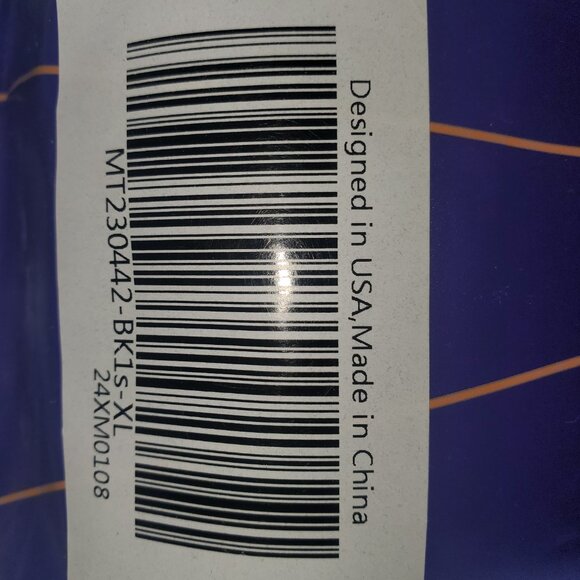 Designed in USA,Made in China
MT230442-BK1s-XL
24XM0108